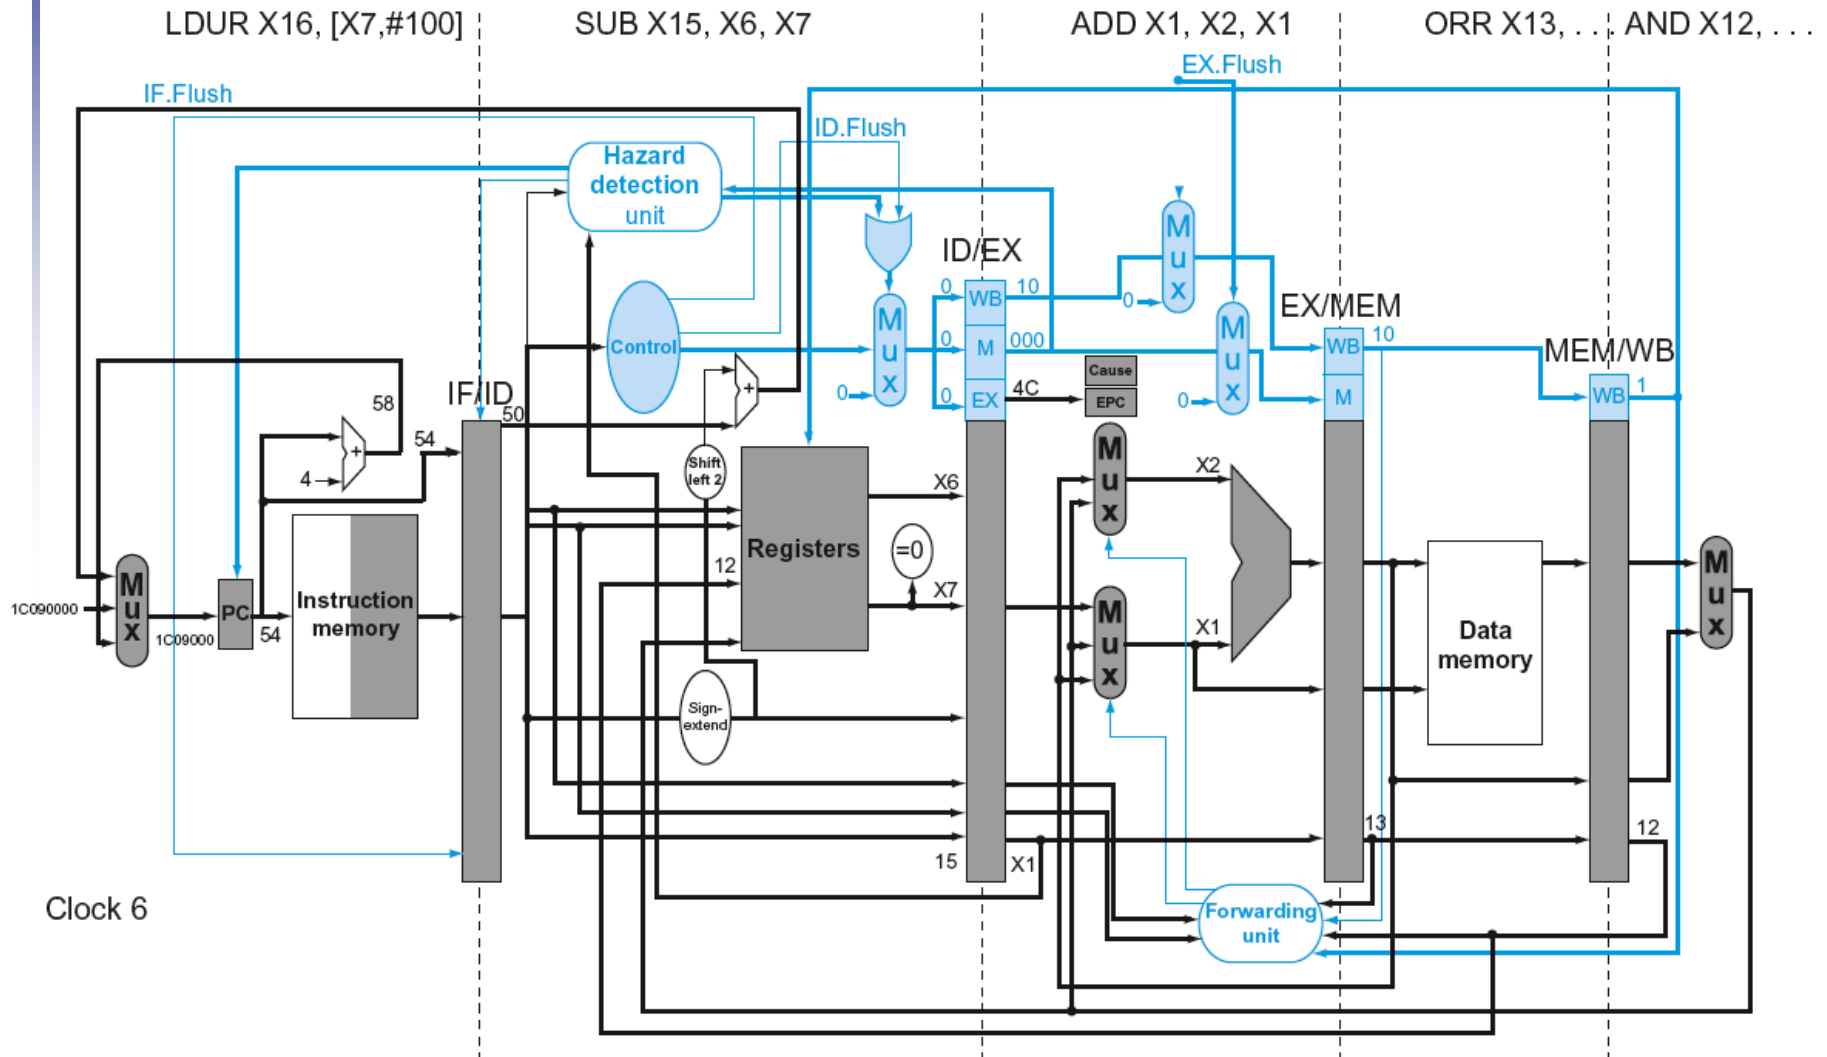 LDUR X16, [X7,#100]
SUB X15, X6, X7
ADD X1, X2, X1
ORR X13, . . .
AND X12, . . .
EX.Flush
IF.Flush
ID.Flush
Hazard
detection
unit
M
u
x
ID/EX
0
WB
10
0
EX/MEM
Control
M
u
x
0
M
000
M
u
x
WB
10
MEM/WB
Cause
0
0
EX
4C
EPC
0
M
WB
1
IF/ID
50
58
+
+
54
4
Shift
left 2
M
u
x
X2
X6
Registers
=0
12
X7
M
u
x
X1
M
u
x
1C090000
1C09000
PC
54
Instruction
memory
Data
memory
M
u
x
Sign-
extend
13
12
15
X1
Clock 6
Forwarding
unit